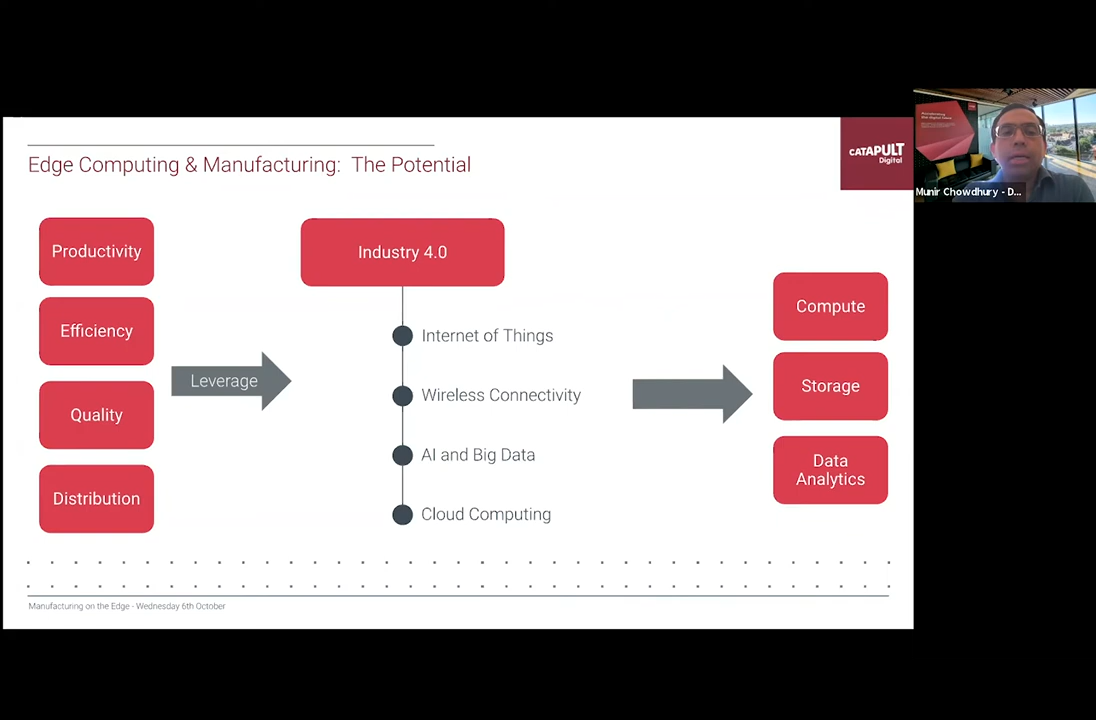 Edge Computing & Manufacturing: The Potential
CATAPULT
Digital
Productivity
Efficiency
Quality
Distribution
Leverage
Industry 4.0
Internet of Things
Wireless Connectivity
AI and Big Data
Cloud Computing
Compute
Storage
Data
Analytics
Manufacturing on the Edge - Wednesday 6th October
Munir Chowdhury - D...